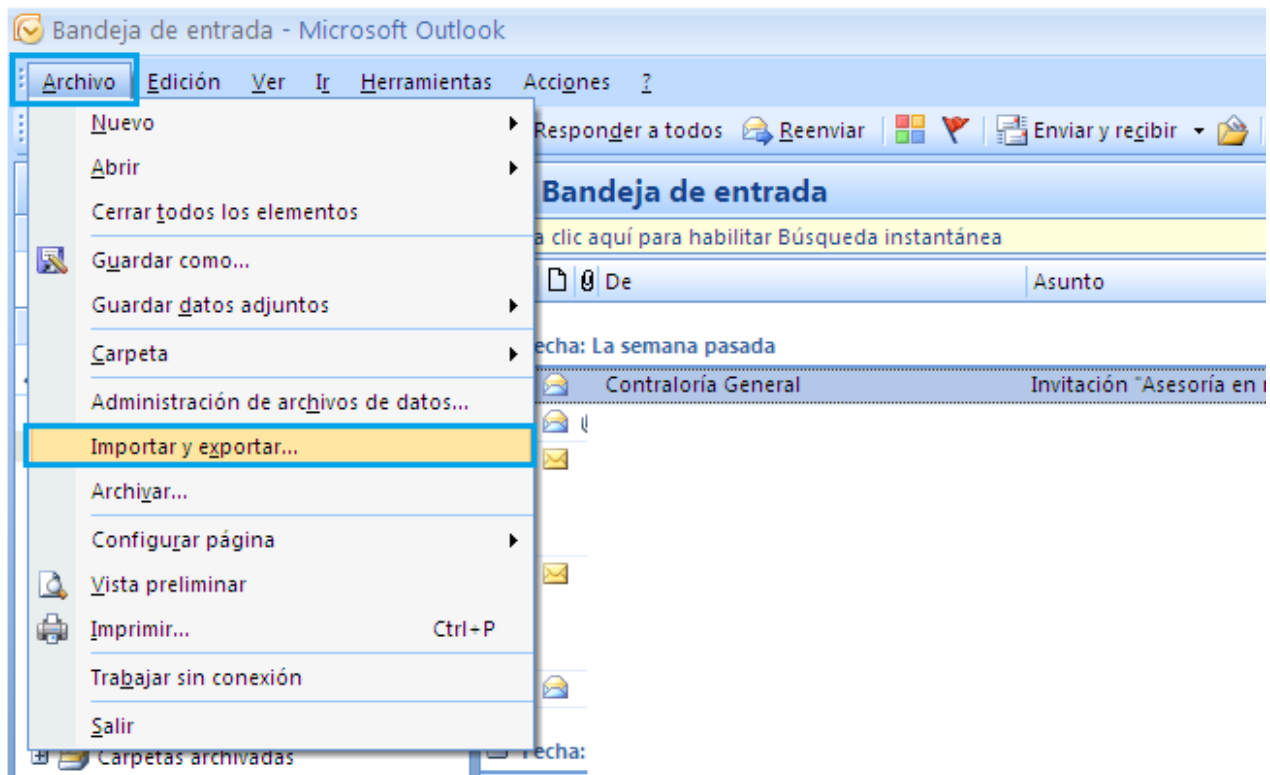 Bandeja de entrada - Microsoft Outlook
Archivo Edición Ver Ir Herramientas Acciones ?
Nuevo
Responder a todos Reenviar Enviar y recibir
Abrir
Cerrar todos los elementos
Guardar como...
Guardar datos adjuntos
Carpeta
Administración de archivos de datos...
Importar y exportar...
Archivar...
Configurar página
Vista preliminar
Imprimir... Ctrl+P
Trabajar sin conexión
Salir
Carpetas archivadas
Bandeja de entrada
a clic aquí para habilitar Búsqueda instantánea
De Asunto
echa: La semana pasada
Contraloría General Invitación "Asesoría en
Fecha: